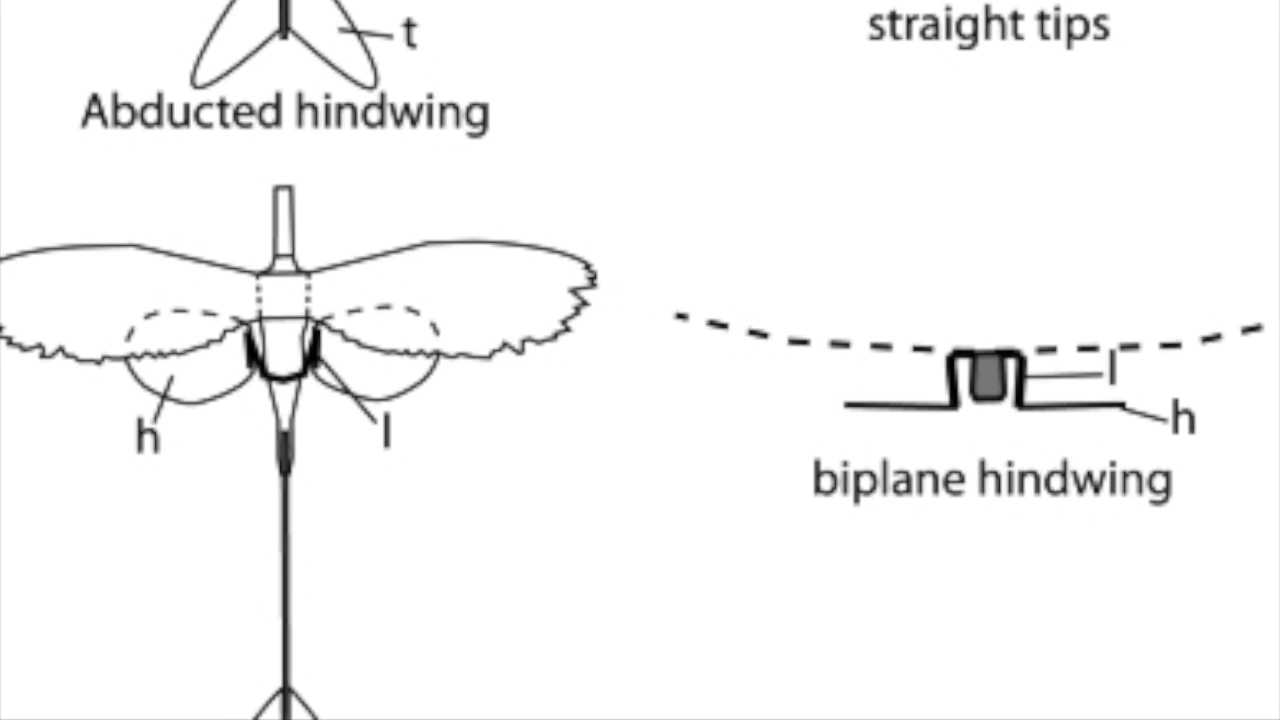 t
straight tips
Abducted hindwing
l
h
h
l
biplane hindwing